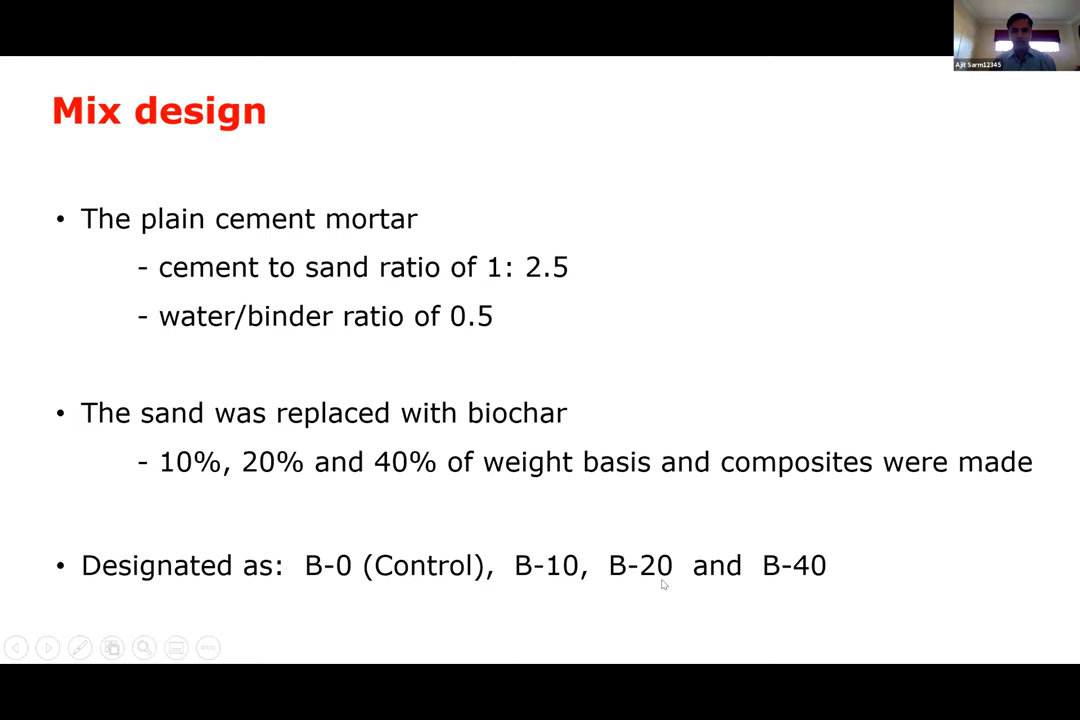 Ajit Sarm12345
Mix design
• The plain cement mortar
- cement to sand ratio of 1: 2.5
- water/binder ratio of 0.5
• The sand was replaced with biochar
- 10%, 20% and 40% of weight basis and composites were made
• Designated as: B-0 (Control), B-10, B-20 and B-40